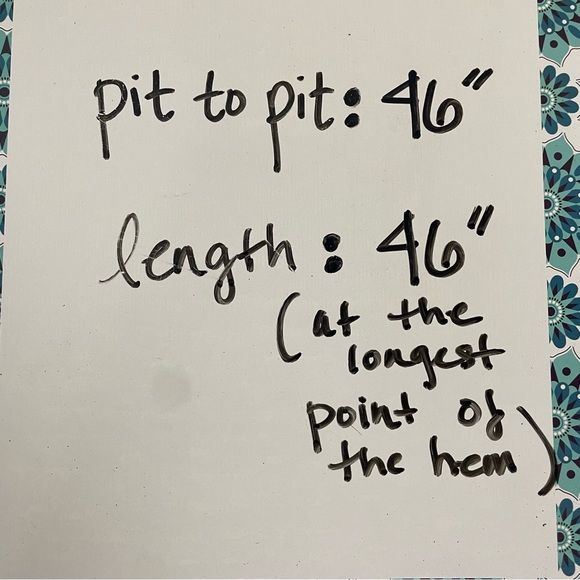 pit to pit: 46"
length: 46"
(at the
longest
point of
the hem)